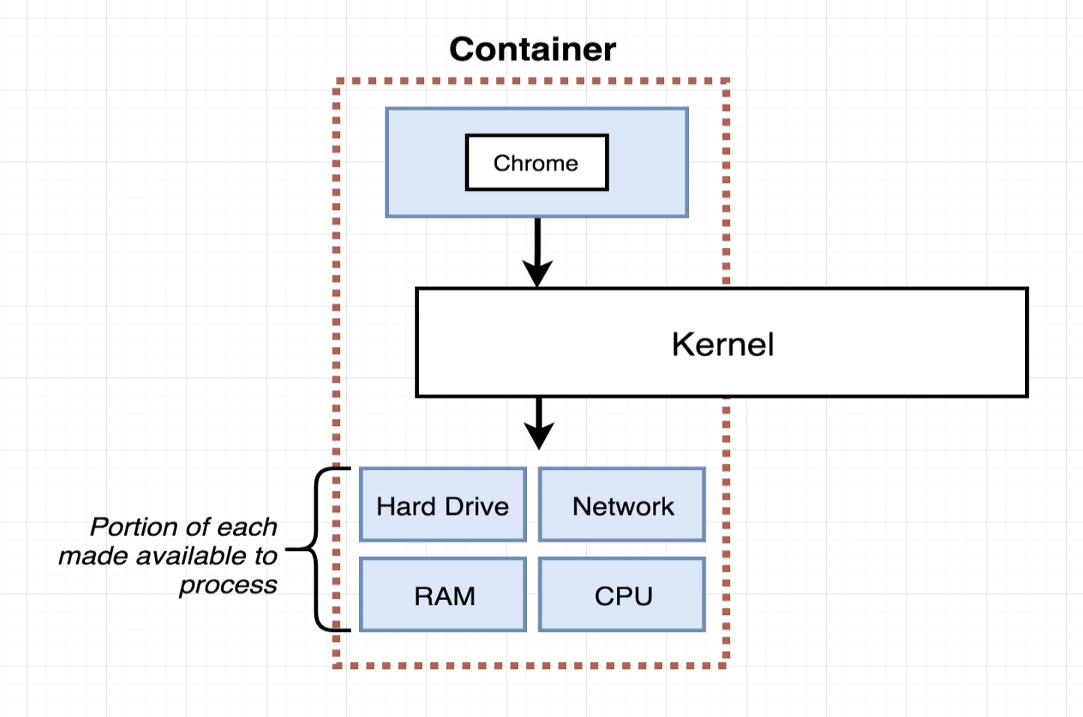 Container
Chrome
Kernel
Hard Drive
Network
Portion of each
made available to
process
RAM
CPU